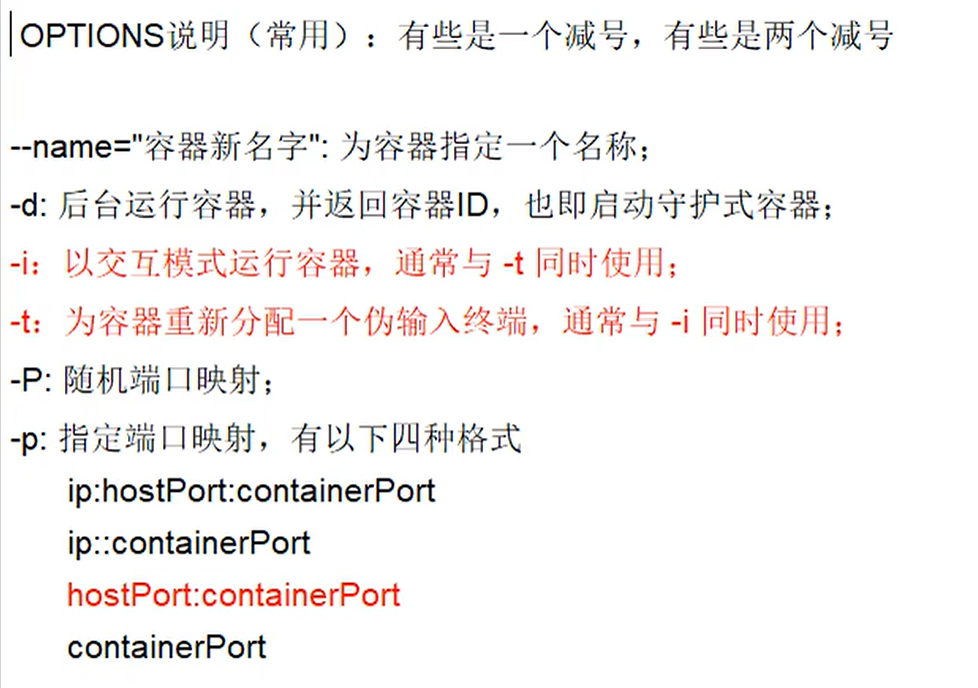 OPTIONS说明（常用）：有些是一个减号，有些是两个减号
--name="容器新名字": 为容器指定一个名称；
-d: 后台运行容器，并返回容器ID，也即启动守护式容器；
-i：以交互模式运行容器，通常与 -t 同时使用；
-t：为容器重新分配一个伪输入终端，通常与 -i 同时使用；
-P: 随机端口映射；
-p: 指定端口映射，有以下四种格式
ip:hostPort:containerPort
ip::containerPort
hostPort:containerPort
containerPort